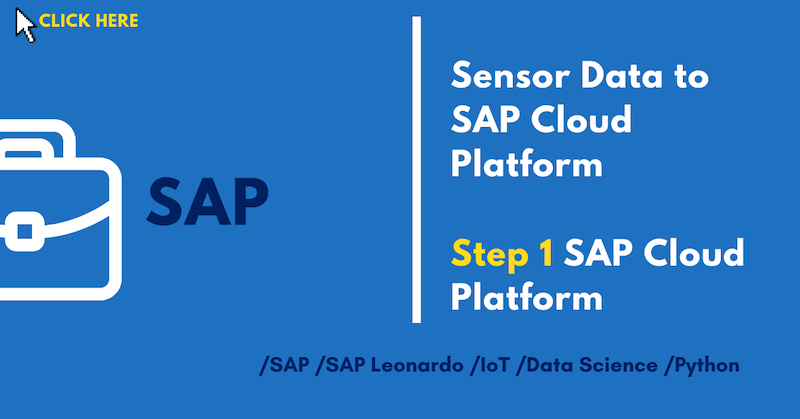 CLICK HERE
SAP
Sensor Data to
SAP Cloud
Platform
Step 1 SAP Cloud
Platform
/SAP /SAP Leonardo /IoT /Data Science /Python